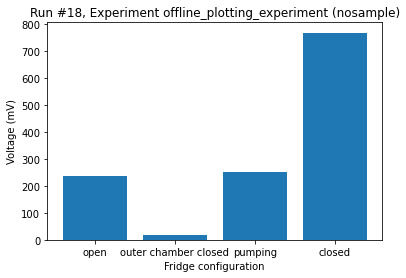 Run #18, Experiment offline_plotting_experiment (nosample)
800
700
600
500
400
300
200
100
0
Voltage (mV)
open outer chamber closed pumping closed
Fridge configuration